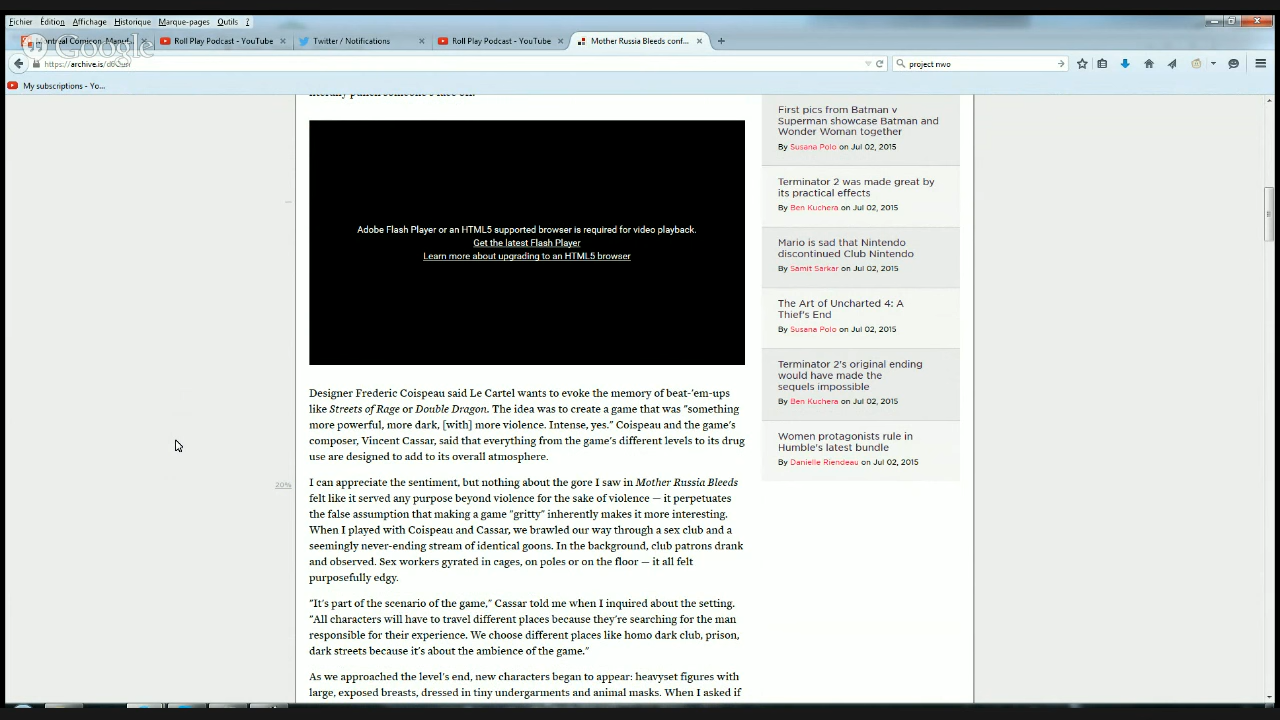 Fichier Édition Affichage Historique Marque-pages Outils ?
Montréal Comicon, Manif... Roll Play Podcast - YouTube Twitter / Notifications Roll Play Podcast - YouTube Mother Russia Bleeds conf...
Google
https://archive.is/
project nwo
My subscriptions - Yo...
literally punch someone's face off.
Adobe Flash Player or an HTML5 supported browser is required for video playback.
Get the latest Flash Player
Learn more about upgrading to an HTML5 browser
Designer Frederic Coispeau said Le Cartel wants to evoke the memory of beat-'em-ups
like Streets of Rage or Double Dragon. The idea was to create a game that was "something
more powerful, more dark, [with] more violence. Intense, yes." Coispeau and the game's
composer, Vincent Cassar, said that everything from the game's different levels to its drug
use are designed to add to its overall atmosphere.
20%
I can appreciate the sentiment, but nothing about the gore I saw in Mother Russia Bleeds
felt like it served any purpose beyond violence for the sake of violence — it perpetuates
the false assumption that making a game "gritty" inherently makes it more interesting.
When I played with Coispeau and Cassar, we brawled our way through a sex club and a
seemingly never-ending stream of identical goons. In the background, club patrons drank
and observed. Sex workers gyrated in cages, on poles or on the floor — it all felt
purposefully edgy.
"It's part of the scenario of the game," Cassar told me when I inquired about the setting.
"All characters will have to travel different places because they're searching for the man
responsible for their experience. We choose different places like homo dark club, prison,
dark streets because it's about the ambience of the game."
As we approached the level's end, new characters began to appear: heavyset figures with
large, exposed breasts, dressed in tiny undergarments and animal masks. When I asked if
First pics from Batman v
Superman showcase Batman and
Wonder Woman together
By Susana Polo on Jul 02, 2015
Terminator 2 was made great by
its practical effects
By Ben Kuchera on Jul 02, 2015
Mario is sad that Nintendo
discontinued Club Nintendo
By Samit Sarkar on Jul 02, 2015
The Art of Uncharted 4: A
Thief's End
By Susana Polo on Jul 02, 2015
Terminator 2's original ending
would have made the
sequels impossible
By Ben Kuchera on Jul 02, 2015
Women protagonists rule in
Humble's latest bundle
By Danielle Riendeau on Jul 02, 2015